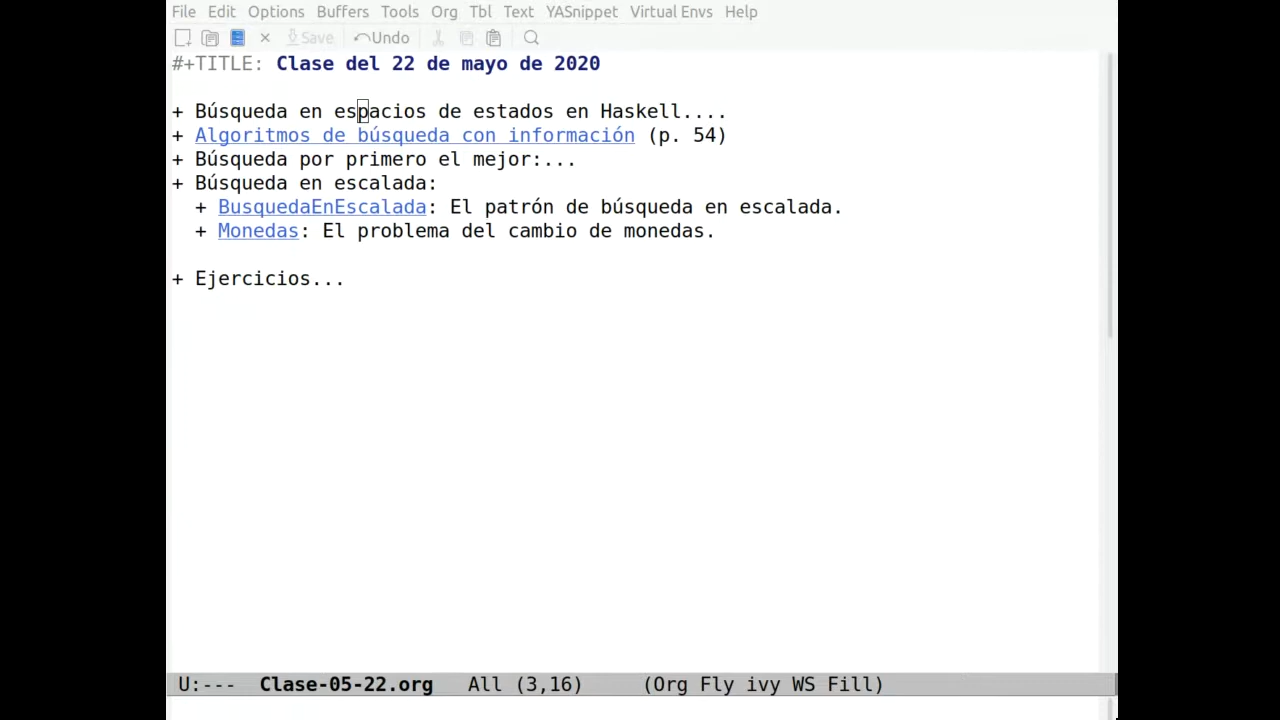 File Edit Options Buffers Tools Org Tbl Text YASnippet Virtual Envs Help
Save Undo
#+TITLE: Clase del 22 de mayo de 2020
+ Búsqueda en espacios de estados en Haskell....
+ Algoritmos de búsqueda con información (p. 54)
+ Búsqueda por primero el mejor:...
+ Búsqueda en escalada:
+ BusquedaEnEscalada: El patrón de búsqueda en escalada.
+ Monedas: El problema del cambio de monedas.
+ Ejercicios...
U:--- Clase-05-22.org All (3,16) (Org Fly ivy WS Fill)